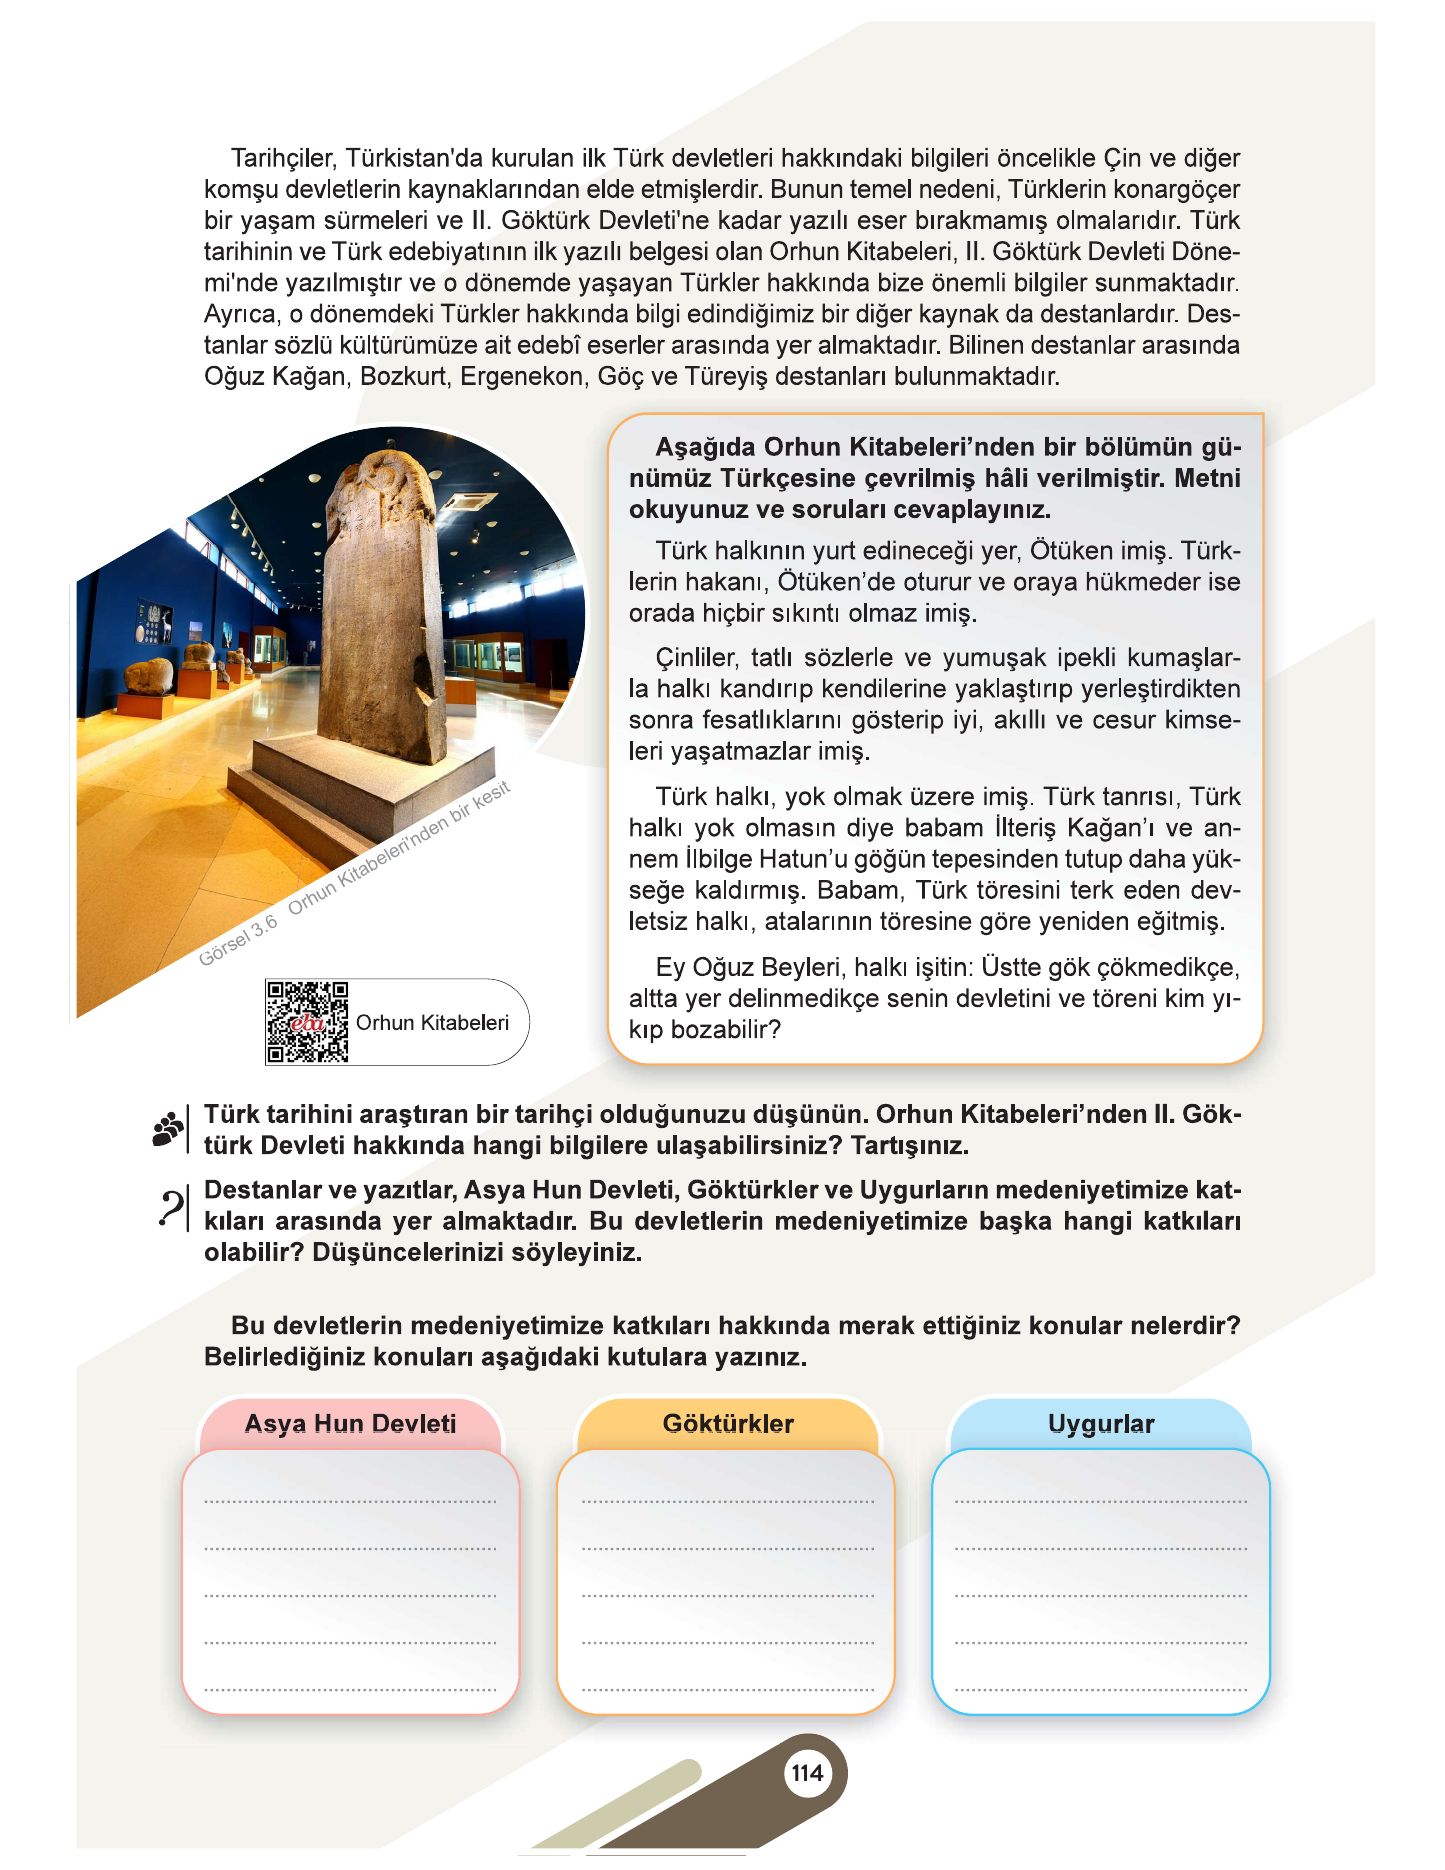 Tarihçiler, Türkistan'da kurulan ilk Türk devletleri hakkındaki bilgileri öncelikle Çin ve diğer
komşu devletlerin kaynaklarından elde etmişlerdir. Bunun temel nedeni, Türklerin konargöçer
bir yaşam sürmeleri ve II. Göktürk Devleti'ne kadar yazılı eser bırakmamış olmalarıdır. Türk
tarihinin ve Türk edebiyatının ilk yazılı belgesi olan Orhun Kitabeleri, II. Göktürk Devleti Döne-
mi'nde yazılmıştır ve o dönemde yaşayan Türkler hakkında bize önemli bilgiler sunmaktadır.
Ayrıca, o dönemdeki Türkler hakkında bilgi edindiğimiz bir diğer kaynak da destanlardır. Des-
tanlar sözlü kültürümüze ait edebî eserler arasında yer almaktadır. Bilinen destanlar arasında
Oğuz Kağan, Bozkurt, Ergenekon, Göç ve Türeyiş destanları bulunmaktadır.
Görsel 3.6 Orhun Kitabeleri'nden bir kesit
eba
Orhun Kitabeleri
Aşağıda Orhun Kitabeleri’nden bir bölümün gü-
nümüz Türkçesine çevrilmiş hâli verilmiştir. Metni
okuyunuz ve soruları cevaplayınız.
Türk halkının yurt edineceği yer, Ötüken imiş. Türk-
lerin hakanı, Ötüken’de oturur ve oraya hükmeder ise
orada hiçbir sıkıntı olmaz imiş.
Çinliler, tatlı sözlerle ve yumuşak ipekli kumaşlar-
la halkı kandırıp kendilerine yaklaştırıp yerleştirdikten
sonra fesatlıklarını gösterip iyi, akıllı ve cesur kimse-
leri yaşatmazlar imiş.
Türk halkı, yok olmak üzere imiş. Türk tanrısı, Türk
halkı yok olmasın diye babam İlteriş Kağan’ı ve an-
nem İlbilge Hatun’u göğün tepesinden tutup daha yük-
seğe kaldırmış. Babam, Türk töresini terk eden dev-
letsiz halkı, atalarının töresine göre yeniden eğitmiş.
Ey Oğuz Beyleri, halkı işitin: Üstte gök çökmedikçe,
altta yer delinmedikçe senin devletini ve töreni kim yı-
kıp bozabilir?
Türk tarihini araştıran bir tarihçi olduğunuzu düşünün. Orhun Kitabeleri’nden II. Gök-
türk Devleti hakkında hangi bilgilere ulaşabilirsiniz? Tartışınız.
?
Destanlar ve yazıtlar, Asya Hun Devleti, Göktürkler ve Uygurların medeniyetimize kat-
kıları arasında yer almaktadır. Bu devletlerin medeniyetimize başka hangi katkıları
olabilir? Düşüncelerinizi söyleyiniz.
Bu devletlerin medeniyetimize katkıları hakkında merak ettiğiniz konular nelerdir?
Belirlediğiniz konuları aşağıdaki kutulara yazınız.
Asya Hun Devleti
Göktürkler
Uygurlar
114